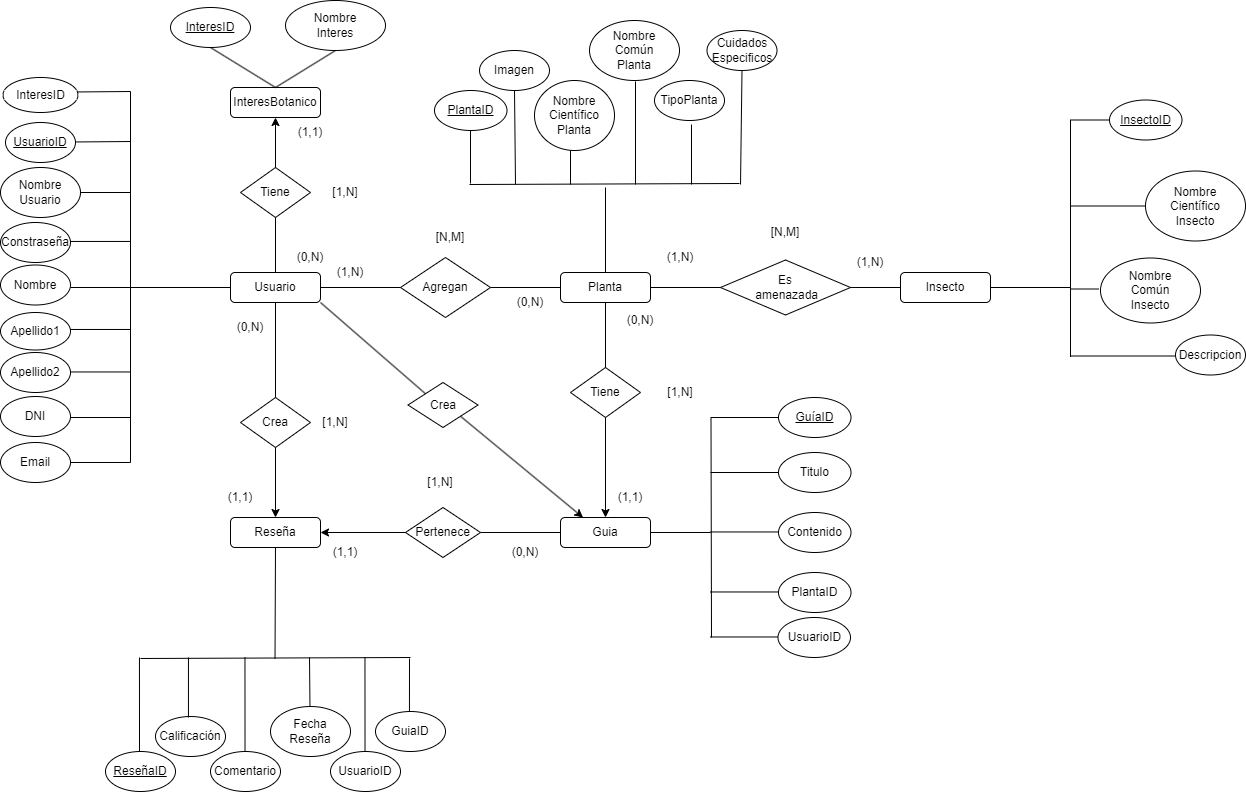 InteresID
Nombre
Interes
InteresBotanico
(1,1)
Tiene
[1,N]
(0,N)
InteresID
UsuarioID
Nombre
Usuario
Constraseña
Nombre
Apellido1
Apellido2
DNI
Email
Usuario
(1,N)
(0,N)
[N,M]
Agregan
(0,N)
PlantaID
Imagen
Nombre
Científico
Planta
Nombre
Común
Planta
TipoPlanta
Cuidados
Especificos
Planta
(1,N)
(0,N)
[N,M]
Es
amenazada
(1,N)
Insecto
InsectoID
Nombre
Científico
Insecto
Nombre
Común
Insecto
Descripcion
Crea
[1,N]
(1,1)
Crea
Tiene
[1,N]
(1,1)
Reseña
(1,1)
[1,N]
Pertenece
(0,N)
Guia
GuíaID
Titulo
Contenido
PlantaID
UsuarioID
ReseñaID
Calificación
Comentario
Fecha
Reseña
UsuarioID
GuiaID